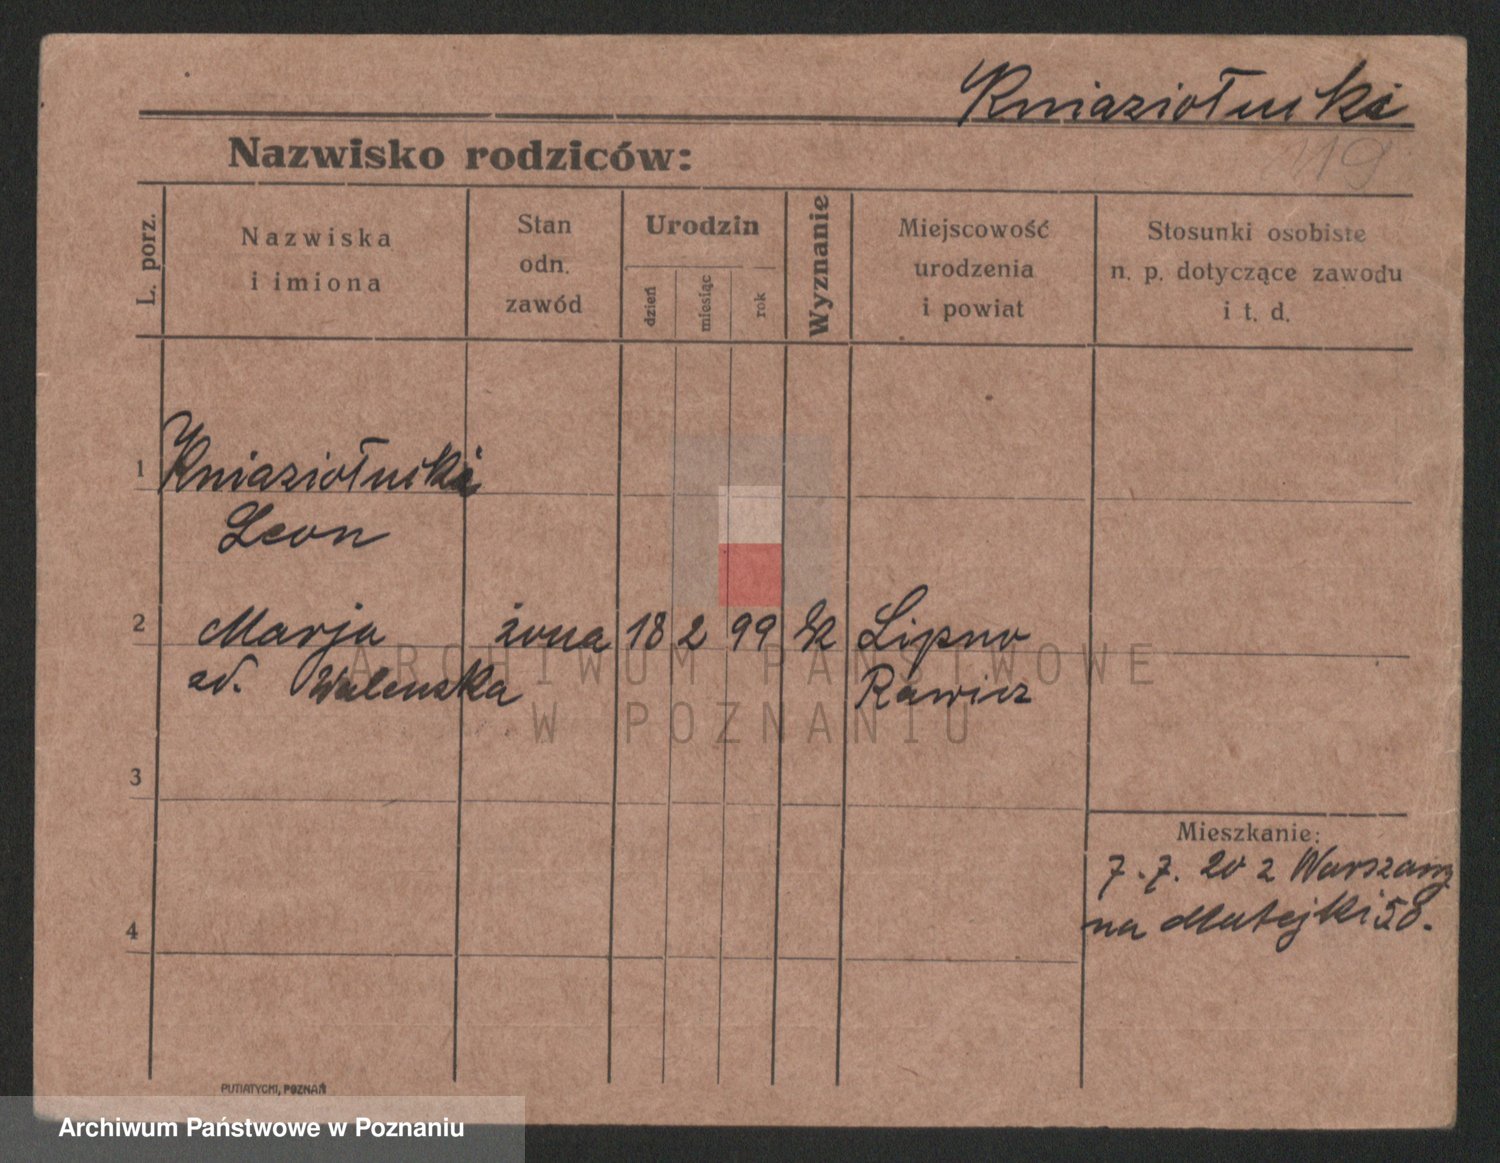 Kniaziołucki
119
Nazwisko rodziców:
L. porz.
Nazwiska
i imiona
Stan
odn.
zawód
Urodzin
dzień
miesiąc
rok
Wyznanie
Miejscowość
urodzenia
i powiat
Stosunki osobiste
n. p. dotyczące zawodu
i t. d.
1 Kniaziołucki
Leon
2 Marja żona 18 2 99 Lipno
zd. Walenska Rawicz
3
Mieszkanie:
7. 7. 20 z Warszawy
na Matejki 58.
4
PUTIATYCKI, POZNAŃ
ARCHIWUM PAŃSTWOWE
W POZNANIU
Archiwum Państwowe w Poznaniu